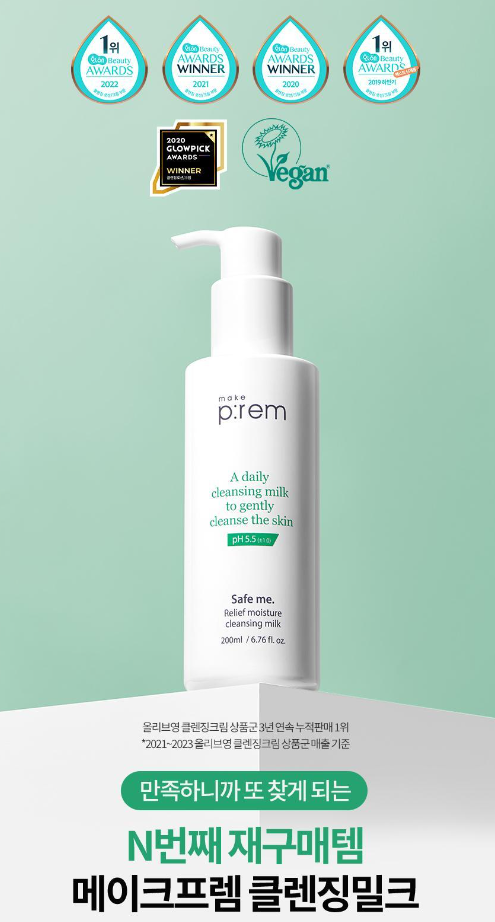 1위
Qoo10 Beauty
AWARDS
2022
Beauty
AWARDS
WINNER
2021
Beauty
AWARDS
WINNER
2020
1위
Beauty
AWARDS
2019 하반기
2020
GLOWPICK
AWARDS
WINNER
Vegan
make
p:rem
A daily
cleansing milk
to gently
cleanse the skin
pH 5.5
Safe me.
Relief moisture
cleansing milk
200ml / 6.76 fl. oz.
올리브영 클렌징크림 상품군 3년 연속 누적판매 1위
*2021~2023 올리브영 클렌징크림 상품군 매출 기준
만족하니까 또 찾게 되는
N번째 재구매템
메이크프렘 클렌징밀크